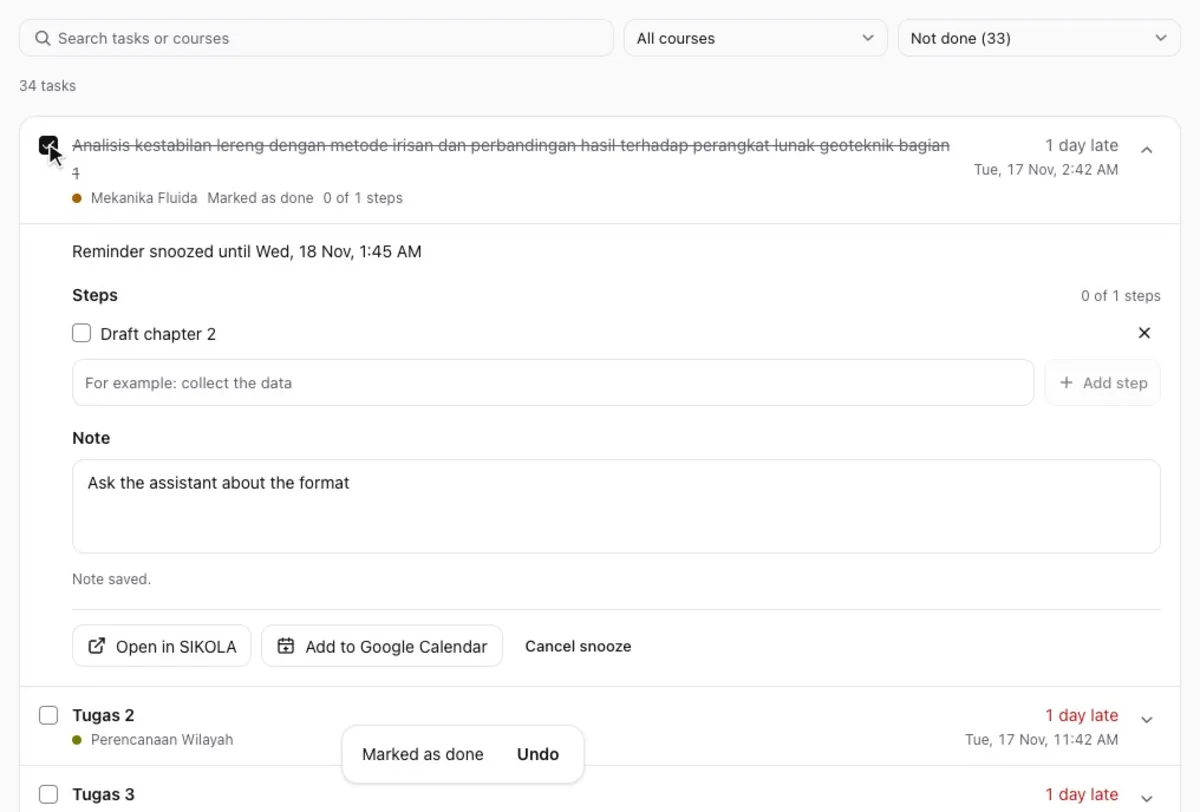 Search tasks or courses
All courses
Not done (33)
34 tasks
Analisis kestabilan lereng dengan metode irisan dan perbandingan hasil terhadap perangkat lunak geoteknik bagian
1
1 day late
Tue, 17 Nov, 2:42 AM
Mekanika Fluida Marked as done 0 of 1 steps
Reminder snoozed until Wed, 18 Nov, 1:45 AM
Steps
0 of 1 steps
Draft chapter 2
For example: collect the data
Add step
Note
Ask the assistant about the format
Note saved.
Open in SIKOLA
Add to Google Calendar
Cancel snooze
Tugas 2
1 day late
Perencanaan Wilayah
Tue, 17 Nov, 11:42 AM
Marked as done
Undo
Tugas 3
1 day late